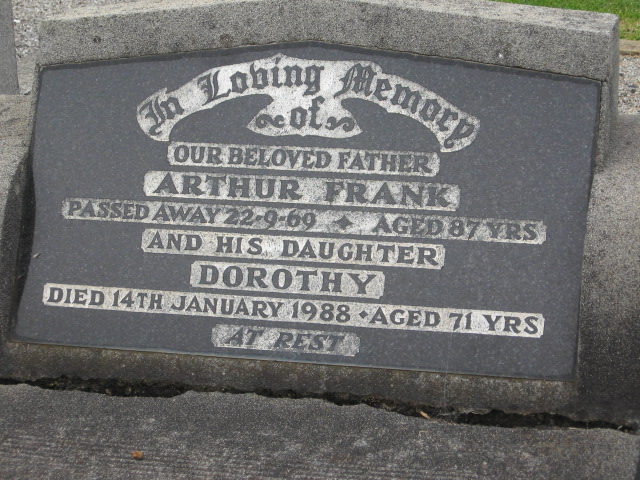 In Loving Memory
of
OUR BELOVED FATHER
ARTHUR FRANK
PASSED AWAY 22-9-69 ✦ AGED 87 YRS
AND HIS DAUGHTER
DOROTHY
DIED 14TH JANUARY 1988 • AGED 71 YRS
AT REST